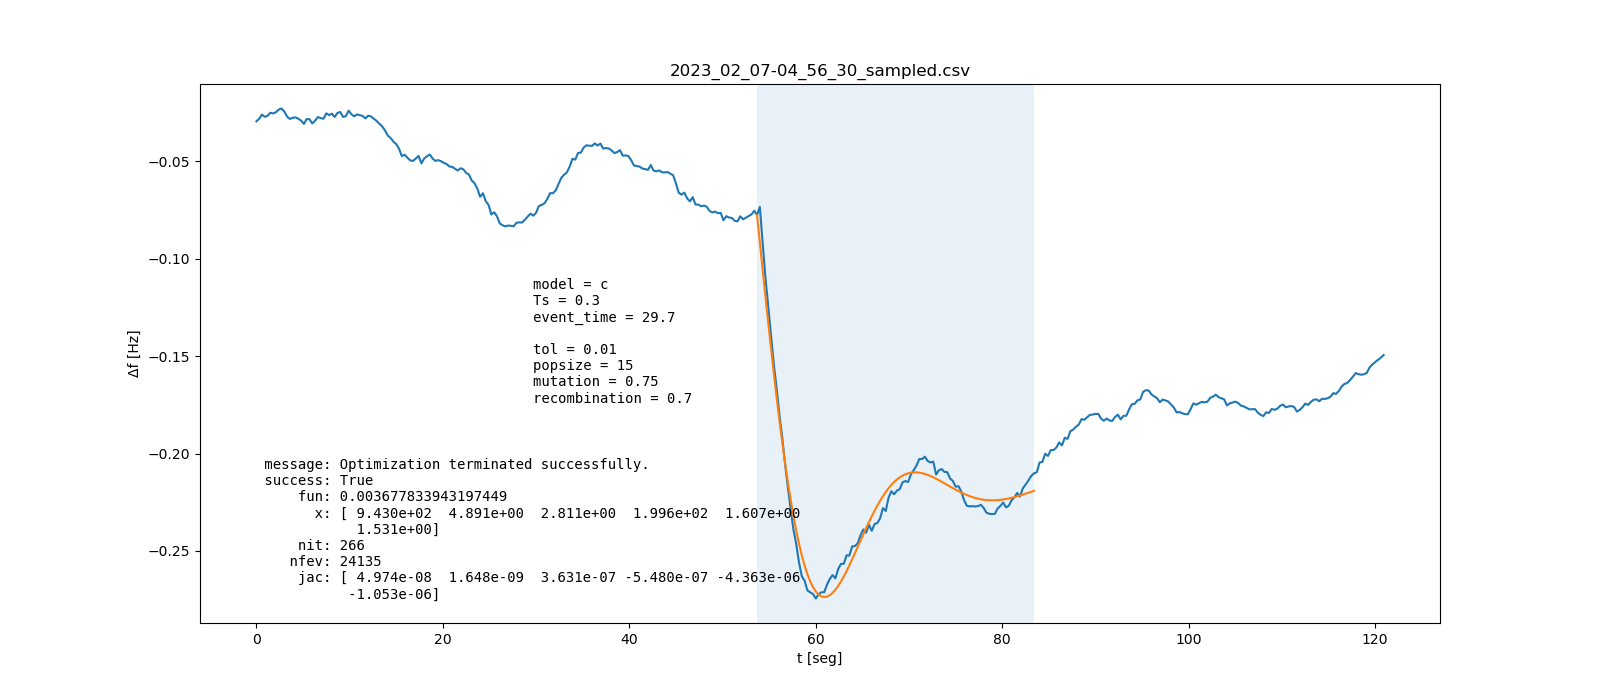 2023_02_07-04_56_30_sampled.csv
Δf [Hz]
−0.05
−0.10
−0.15
−0.20
−0.25
model = c
Ts = 0.3
event_time = 29.7
tol = 0.01
popsize = 15
mutation = 0.75
recombination = 0.7
message: Optimization terminated successfully.
success: True
fun: 0.003677833943197449
x: [ 9.430e+02  4.891e+00  2.811e+00  1.996e+02  1.607e+00
1.531e+00]
nit: 266
nfev: 24135
jac: [ 4.974e-08  1.648e-09  3.631e-07 -5.480e-07 -4.363e-06
-1.053e-06]
0 20 40 60 80 100 120
t [seg]